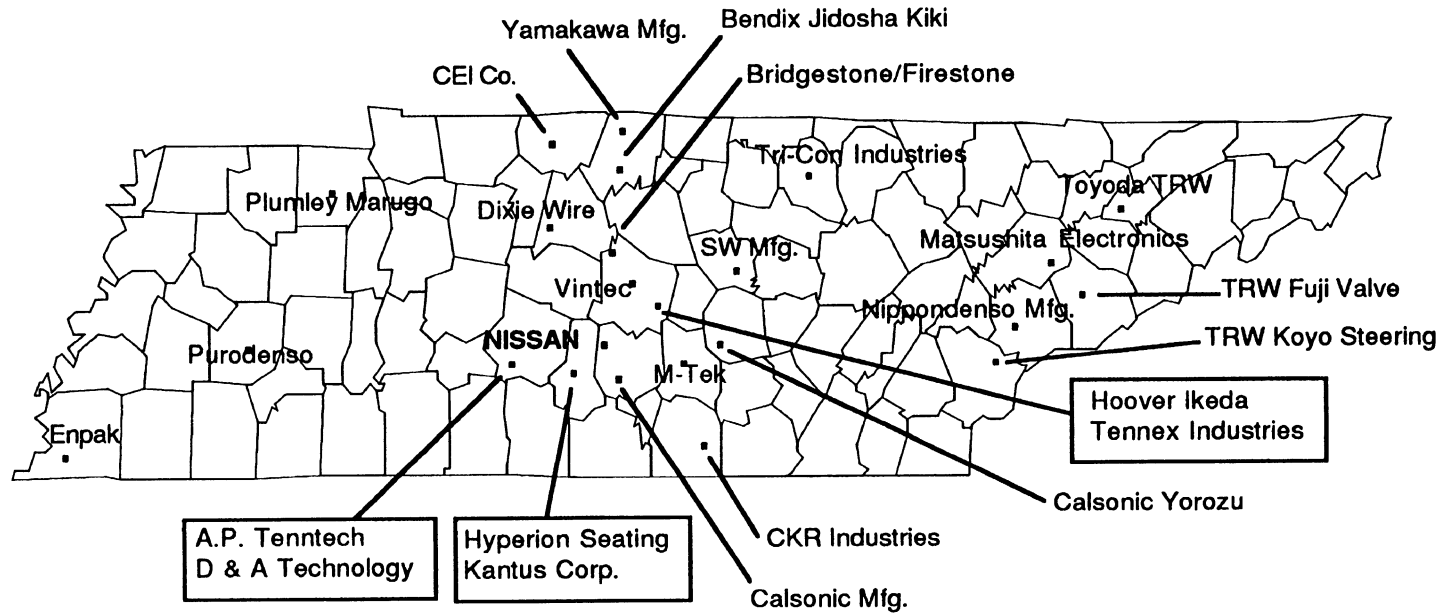 Bendix Jidosha Kiki
Yamakawa Mfg.
CEI Co.
Bridgestone/Firestone
Tri-Con Industries
Toyoda TRW
Plumley Marugo
Dixie Wire
SW Mfg.
Matsushita Electronics
Vintec
TRW Fuji Valve
Nippondenso Mfg.
NISSAN
TRW Koyo Steering
Purodenso
M-Tek
Hoover Ikeda
Tennex Industries
Enpak
Calsonic Yorozu
A.P. Tenntech
D & A Technology
Hyperion Seating
Kantus Corp.
CKR Industries
Calsonic Mfg.